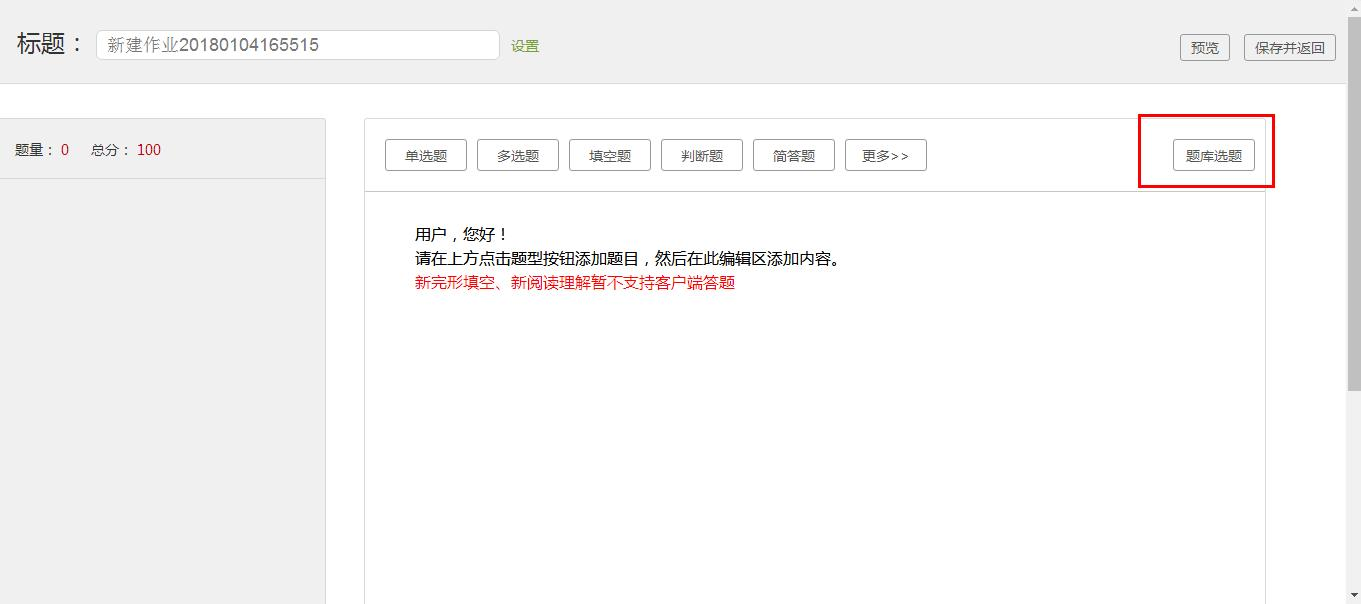 标题： 新建作业20180104165515 设置 预览 保存并返回
题量： 0 总分： 100
单选题 多选题 填空题 判断题 简答题 更多>> 题库选题
用户，您好！
请在上方点击题型按钮添加题目，然后在此编辑区添加内容。
新完形填空、新阅读理解暂不支持客户端答题